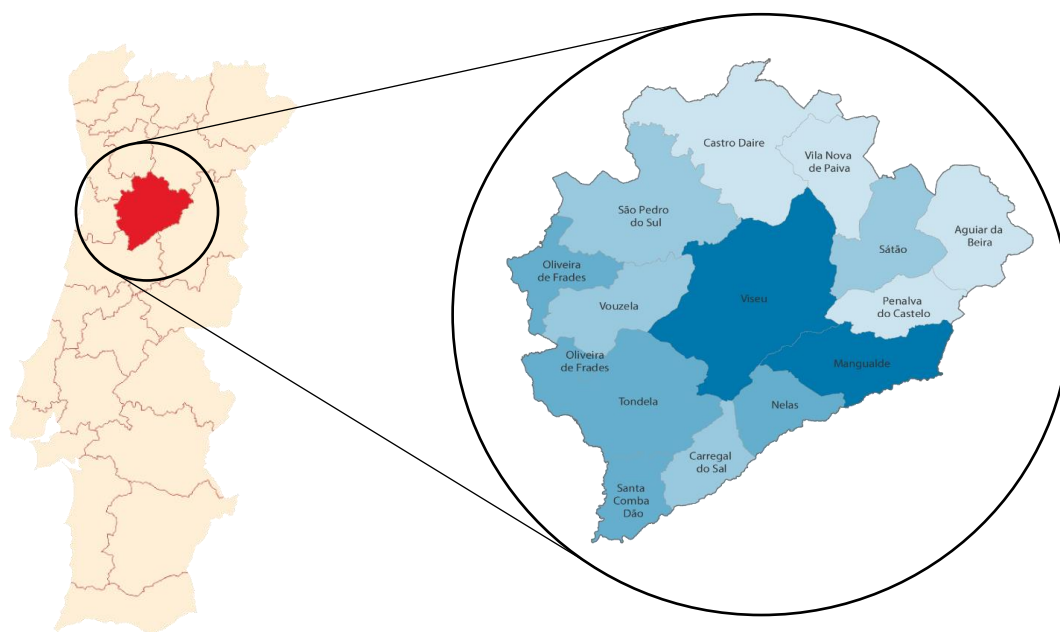 Castro Daire
Vila Nova
de Paiva
São Pedro
do Sul
Sátão
Aguiar da
Beira
Oliveira
de Frades
Vouzela
Viseu
Penalva
do Castelo
Oliveira
de Frades
Mangualde
Tondela
Nelas
Carregal
do Sal
Santa
Comba
Dão